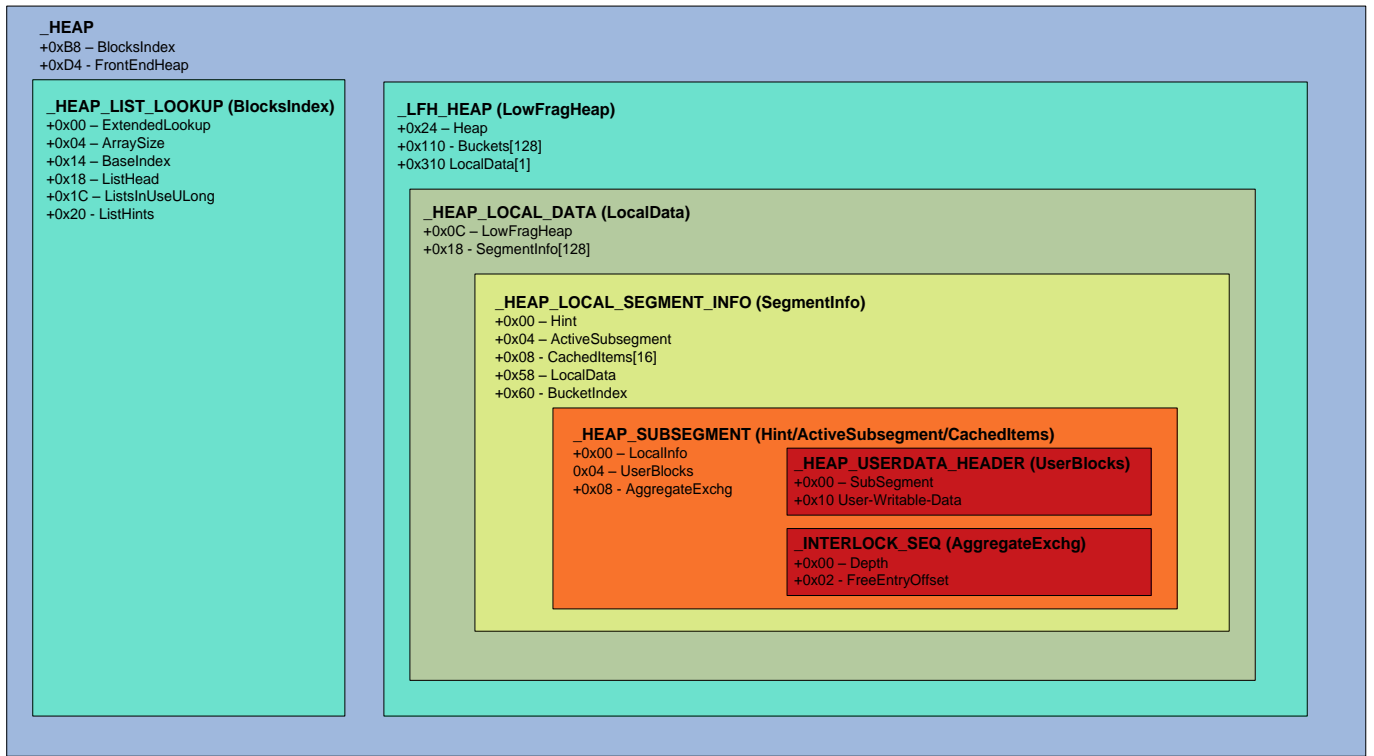 _HEAP
+0xB8 – BlocksIndex
+0xD4 - FrontEndHeap
_HEAP_LIST_LOOKUP (BlocksIndex)
+0x00 – ExtendedLookup
+0x04 – ArraySize
+0x14 – BaseIndex
+0x18 – ListHead
+0x1C – ListsInUseULong
+0x20 - ListHints
_LFH_HEAP (LowFragHeap)
+0x24 – Heap
+0x110 - Buckets[128]
+0x310 LocalData[1]
_HEAP_LOCAL_DATA (LocalData)
+0x0C – LowFragHeap
+0x18 - SegmentInfo[128]
_HEAP_LOCAL_SEGMENT_INFO (SegmentInfo)
+0x00 – Hint
+0x04 – ActiveSubsegment
+0x08 - CachedItems[16]
+0x58 – LocalData
+0x60 - BucketIndex
_HEAP_SUBSEGMENT (Hint/ActiveSubsegment/CachedItems)
+0x00 – LocalInfo
0x04 – UserBlocks
+0x08 - AggregateExchg
_HEAP_USERDATA_HEADER (UserBlocks)
+0x00 – SubSegment
+0x10 User-Writable-Data
_INTERLOCK_SEQ (AggregateExchg)
+0x00 – Depth
+0x02 - FreeEntryOffset